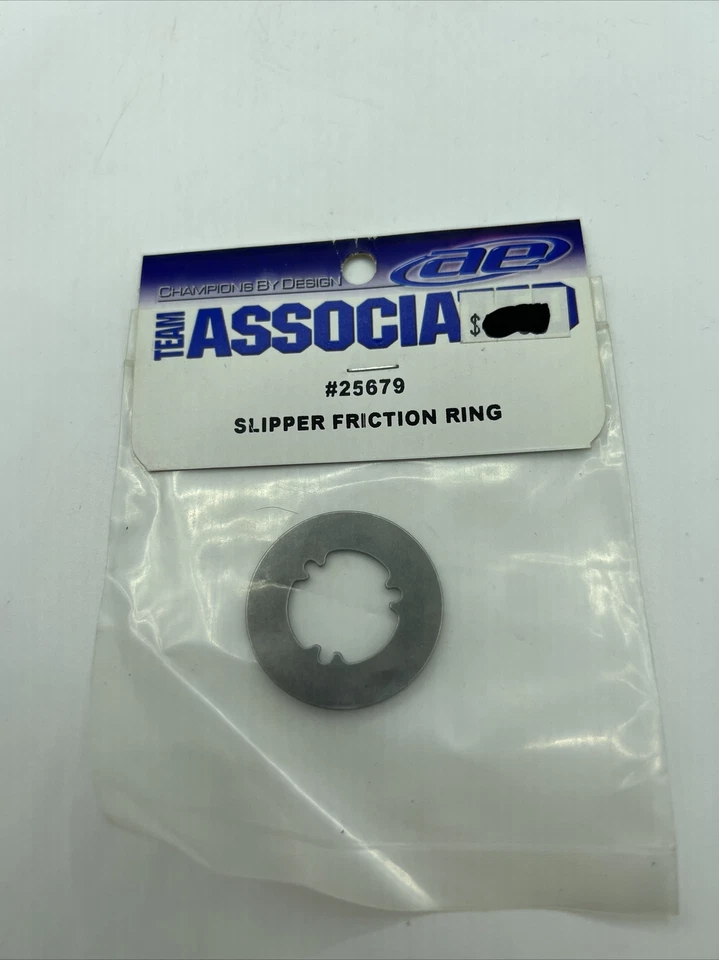 CHAMPIONS BY DESIGN
ae
TEAM
ASSOCIA
$
#25679
SLIPPER FRICTION RING